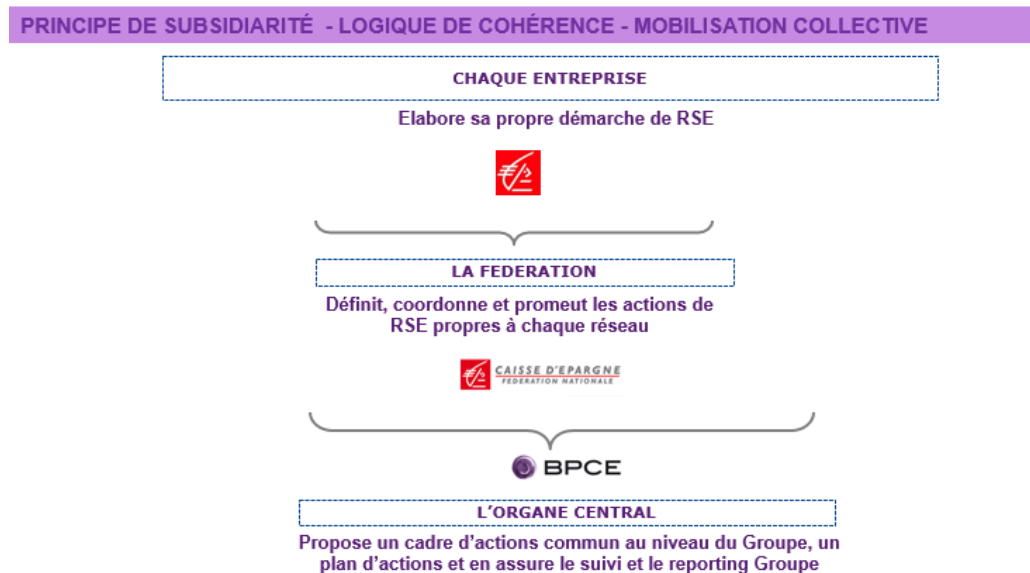 PRINCIPE DE SUBSIDIARITÉ - LOGIQUE DE COHÉRENCE - MOBILISATION COLLECTIVE
CHAQUE ENTREPRISE
Elabore sa propre démarche de RSE
LA FEDERATION
Définit, coordonne et promeut les actions de
RSE propres à chaque réseau
CAISSE D'EPARGNE
FEDERATION NATIONALE
BPCE
L'ORGANE CENTRAL
Propose un cadre d'actions commun au niveau du Groupe, un
plan d'actions et en assure le suivi et le reporting Groupe